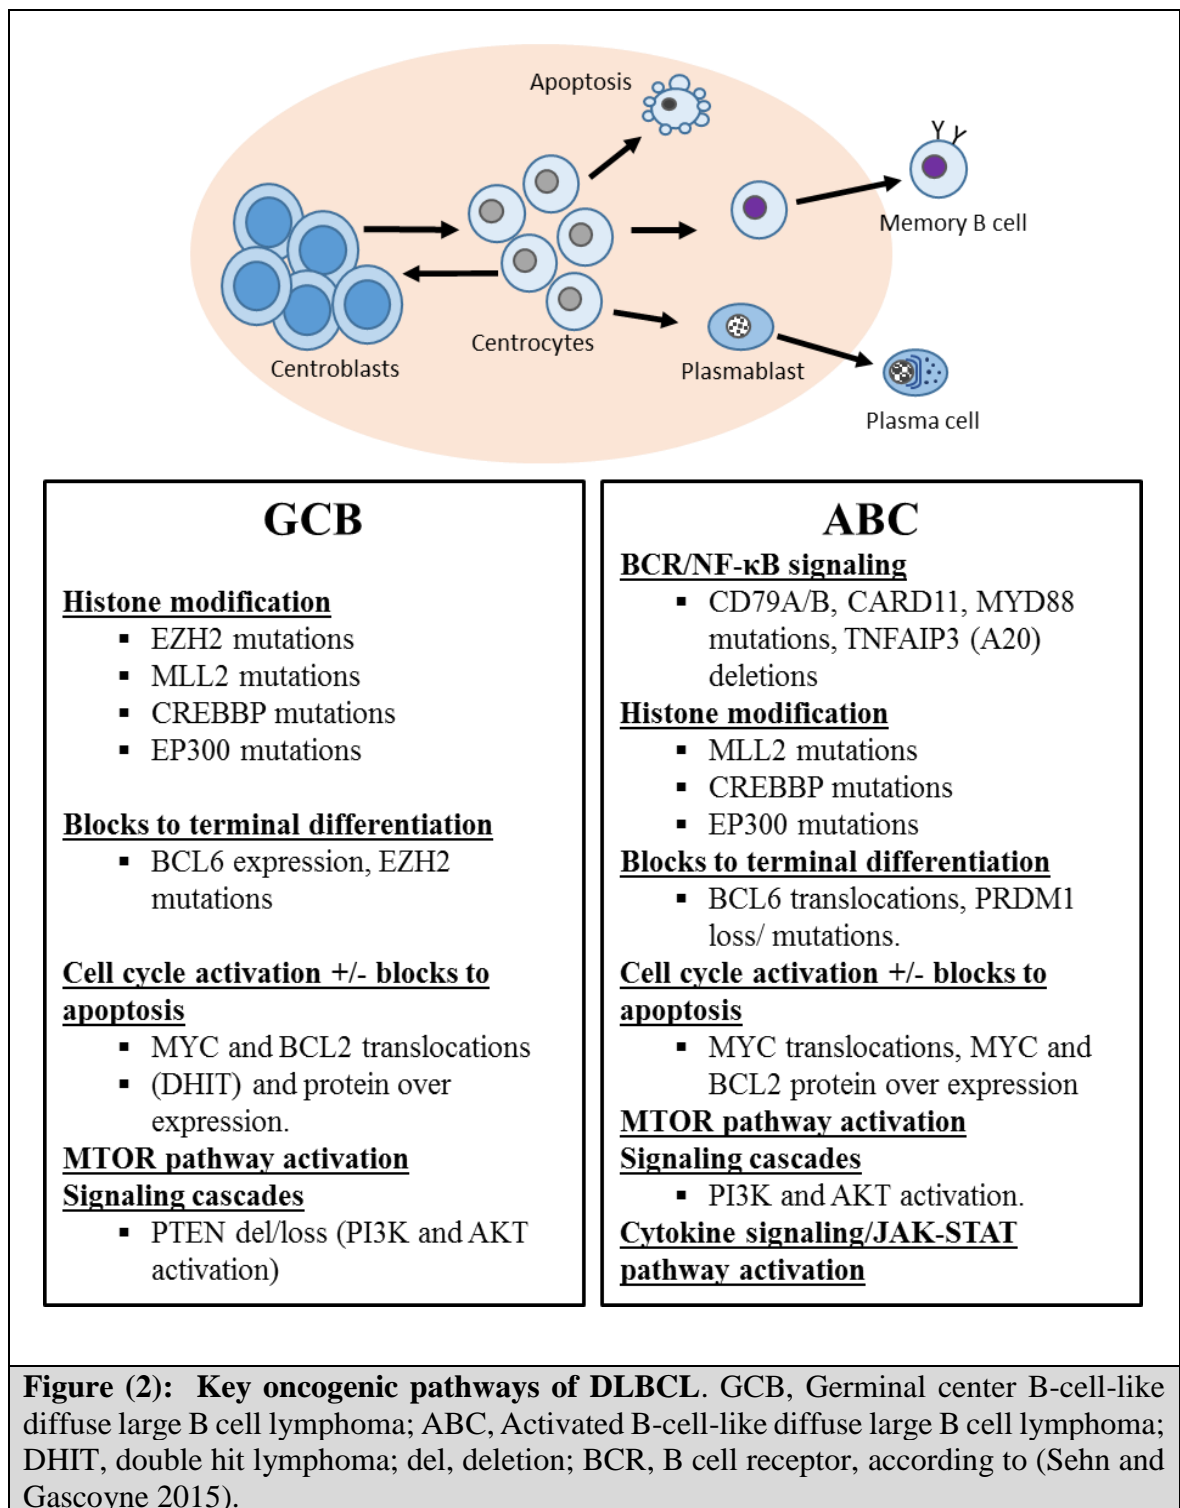 Apoptosis
Y Y
Memory B cell
Centrocytes
Centroblasts
Plasmablast
Plasma cell
GCB
Histone modification
▪ EZH2 mutations
▪ MLL2 mutations
▪ CREBBP mutations
▪ EP300 mutations
Blocks to terminal differentiation
▪ BCL6 expression, EZH2
mutations
Cell cycle activation +/- blocks to
apoptosis
▪ MYC and BCL2 translocations
▪ (DHIT) and protein over
expression.
MTOR pathway activation
Signaling cascades
▪ PTEN del/loss (PI3K and AKT
activation)
ABC
BCR/NF-κB signaling
▪ CD79A/B, CARD11, MYD88
mutations, TNFAIP3 (A20)
deletions
Histone modification
▪ MLL2 mutations
▪ CREBBP mutations
▪ EP300 mutations
Blocks to terminal differentiation
▪ BCL6 translocations, PRDM1
loss/ mutations.
Cell cycle activation +/- blocks to
apoptosis
▪ MYC translocations, MYC and
BCL2 protein over expression
MTOR pathway activation
Signaling cascades
▪ PI3K and AKT activation.
Cytokine signaling/JAK-STAT
pathway activation
Figure (2): Key oncogenic pathways of DLBCL. GCB, Germinal center B-cell-like
diffuse large B cell lymphoma; ABC, Activated B-cell-like diffuse large B cell lymphoma;
DHIT, double hit lymphoma; del, deletion; BCR, B cell receptor, according to (Sehn and
Gascoyne 2015).